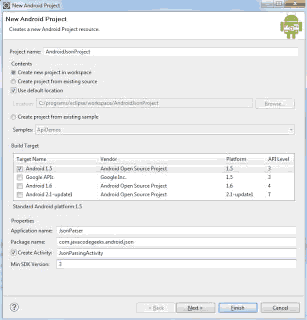 New Android Project
New Android Project
Creates a new Android Project resource.
Project name: AndroidJsonProject
Contents
Create new project in workspace
Create project from existing source
Use default location
Location: C:/programs/eclipse/workspace/AndroidJsonProject Browse...
Create project from existing sample
Samples: ApiDemos
Build Target
Target Name Vendor Platform API Level
Android 1.5 Android Open Source Project 1.5 3
Google APIs Google Inc. 1.5 3
Android 1.6 Android Open Source Project 1.6 4
Android 2.1-update1 Android Open Source Project 2.1-update1 7
Standard Android platform 1.5
Properties
Application name: JsonParser
Package name: com.javacodegeeks.android.json
Create Activity: JsonParsingActivity
Min SDK Version: 3
< Back Next > Finish Cancel